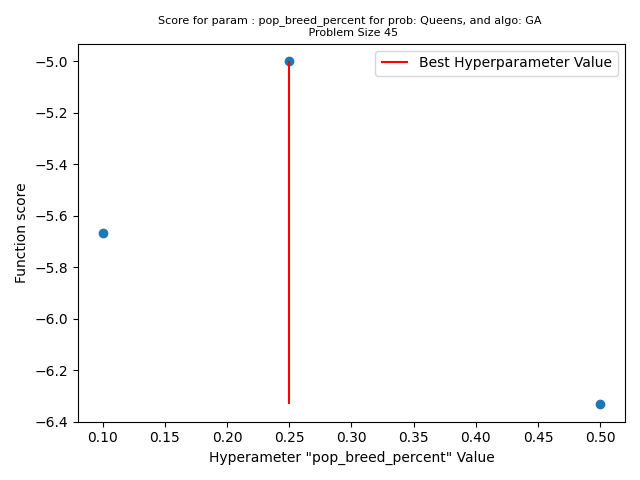 Score for param : pop_breed_percent for prob: Queens, and algo: GA
Problem Size 45
Best Hyperparameter Value
Function score
−5.0
−5.2
−5.4
−5.6
−5.8
−6.0
−6.2
−6.4
0.10 0.15 0.20 0.25 0.30 0.35 0.40 0.45 0.50
Hyperameter "pop_breed_percent" Value